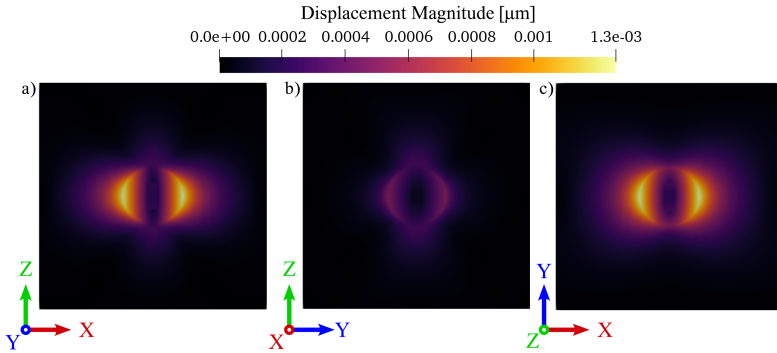 Displacement Magnitude [μm]
0.0e+00 0.0002 0.0004 0.0006 0.0008 0.001 1.3e-03
a) b) c)
Z Z Y
Y X X Y Z X